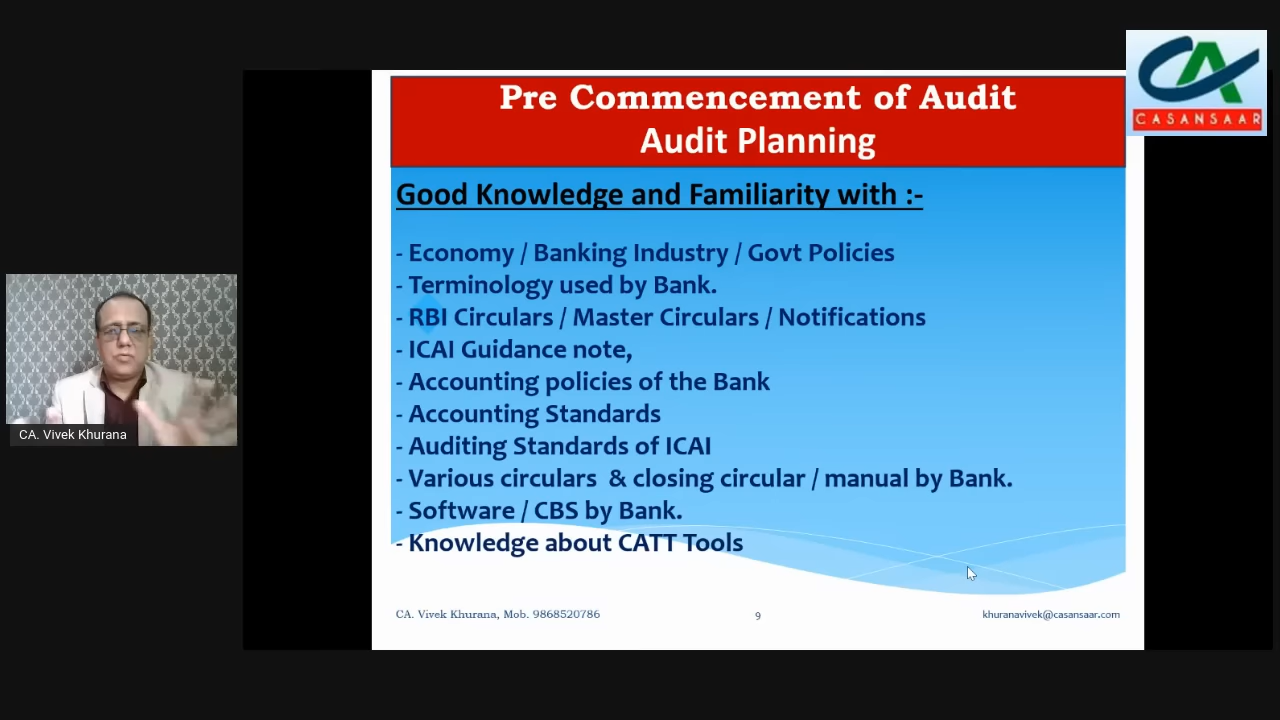 Pre Commencement of Audit
Audit Planning
CASANSAAR
Good Knowledge and Familiarity with :-
- Economy / Banking Industry / Govt Policies
- Terminology used by Bank.
- RBI Circulars / Master Circulars / Notifications
- ICAI Guidance note,
- Accounting policies of the Bank
- Accounting Standards
- Auditing Standards of ICAI
- Various circulars & closing circular / manual by Bank.
- Software / CBS by Bank.
- Knowledge about CATT Tools
CA. Vivek Khurana
CA. Vivek Khurana, Mob. 9868520786
9
khuranavivek@casansaar.com